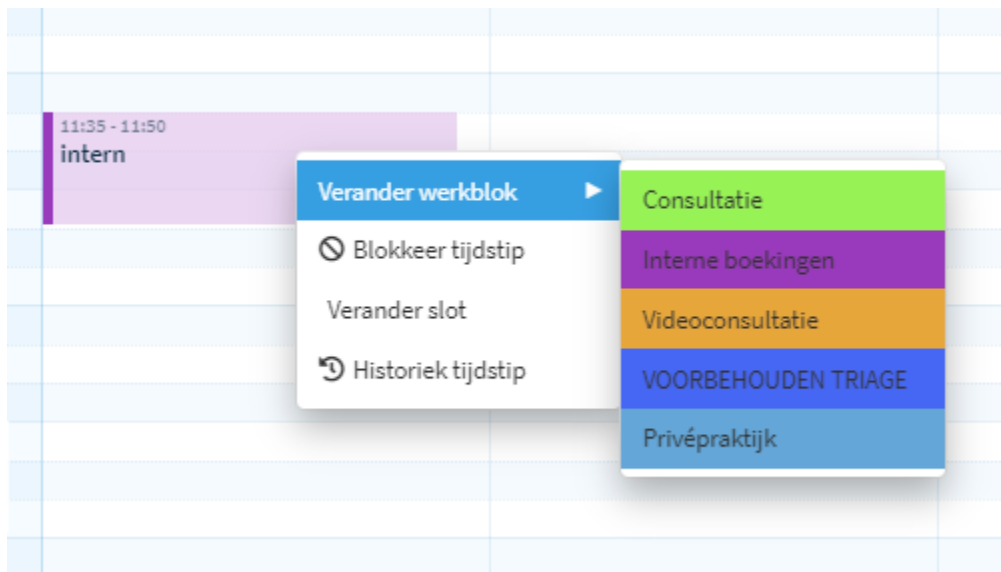 11:35 - 11:50
intern
Verander werkblok
Blokkeer tijdstip
Verander slot
Historiek tijdstip
Consultatie
Interne boekingen
Videoconsultatie
VOORBEHOUDEN TRIAGE
Privépraktijk